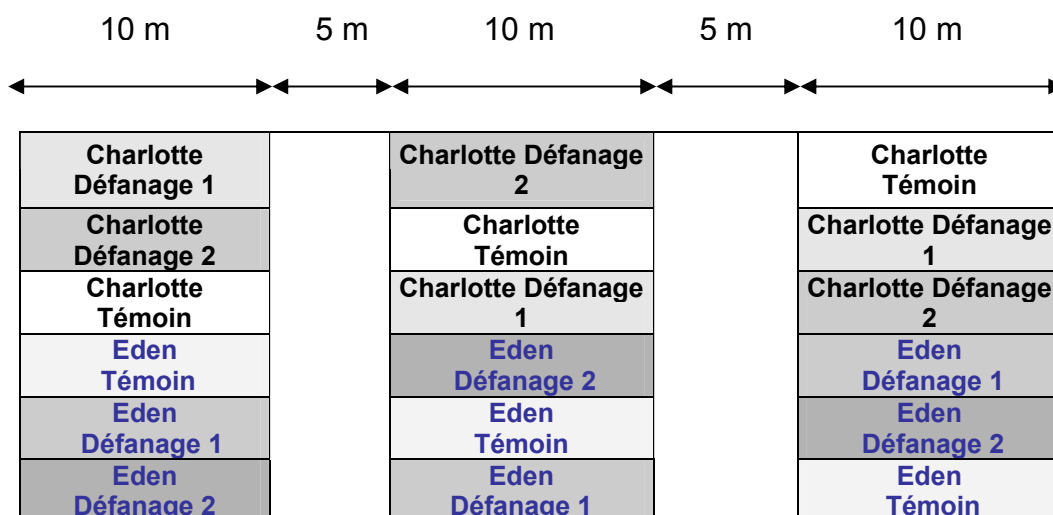 10 m 5 m 10 m 5 m 10 m
Charlotte
Défanage 1
Charlotte Défanage
2
Charlotte
Témoin
Charlotte
Défanage 2
Charlotte
Témoin
Charlotte Défanage
1
Charlotte
Témoin
Charlotte Défanage
1
Charlotte Défanage
2
Eden
Témoin
Eden
Défanage 2
Eden
Défanage 1
Eden
Défanage 1
Eden
Témoin
Eden
Défanage 2
Eden
Défanage 2
Eden
Défanage 1
Eden
Témoin